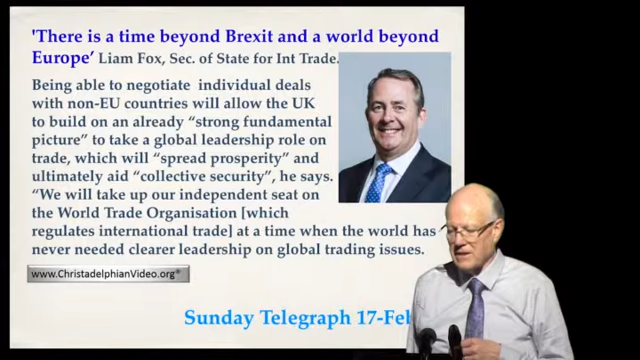 'There is a time beyond Brexit and a world beyond
Europe' Liam Fox, Sec. of State for Int Trade.
Being able to negotiate individual deals
with non-EU countries will allow the UK
to build on an already “strong fundamental
picture” to take a global leadership role on
trade, which will “spread prosperity” and
ultimately aid “collective security”, he says.
“We will take up our independent seat on
the World Trade Organisation [which
regulates international trade] at a time when the world has
never needed clearer leadership on global trading issues.
www.ChristadelphianVideo.org®
Sunday Telegraph 17-Feb